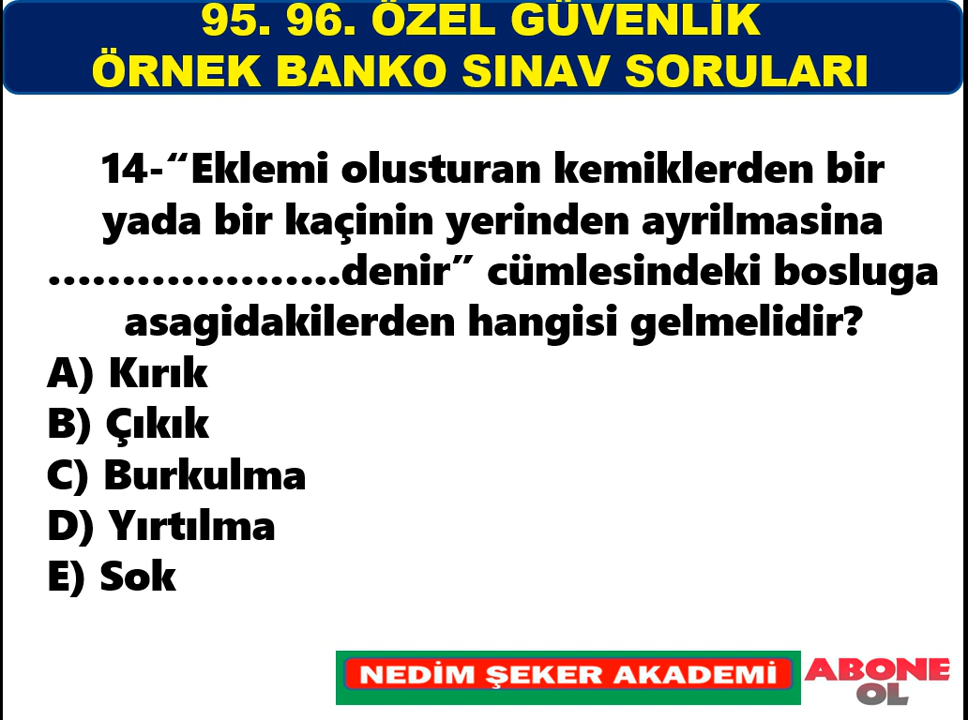 95. 96. ÖZEL GÜVENLİK
ÖRNEK BANKO SINAV SORULARI
14-“Eklemi olusturan kemiklerden bir
yada bir kaçinin yerinden ayrilmasina
………………..denir” cümlesindeki bosluga
asagidakilerden hangisi gelmelidir?
A) Kırık
B) Çıkık
C) Burkulma
D) Yırtılma
E) Sok
NEDİM ŞEKER AKADEMİ
ABONE
OL